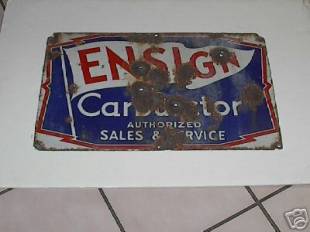 ENSIGN
Carburetor
AUTHORIZED
SALES & SERVICE